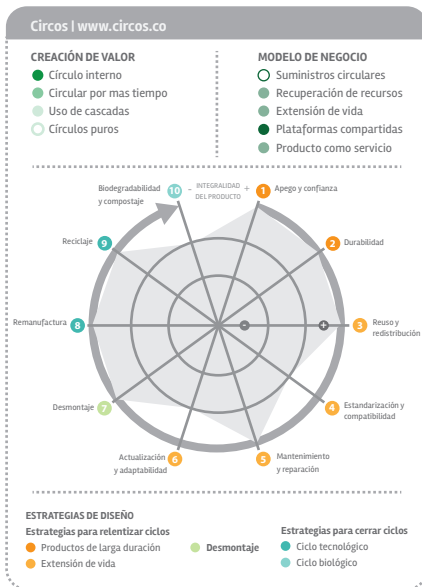 Circos | www.circos.co
CREACIÓN DE VALOR
Círculo interno
Circular por mas tiempo
Uso de cascadas
Círculos puros
MODELO DE NEGOCIO
Suministros circulares
Recuperación de recursos
Extensión de vida
Plataformas compartidas
Producto como servicio
- INTEGRALIDAD DEL PRODUCTO +
1 Apego y confianza
2 Durabilidad
3 Reuso y
redistribución
4 Estandarización y
compatibilidad
5 Mantenimiento
y reparación
6 Actualización
y adaptabilidad
7 Desmontaje
8 Remanufactura
9 Reciclaje
10 Biodegradabilidad
y compostaje
- +
ESTRATEGIAS DE DISEÑO
Estrategias para relentizar ciclos
Productos de larga duración
Extensión de vida
Desmontaje
Estrategias para cerrar ciclos
Ciclo tecnológico
Ciclo biológico